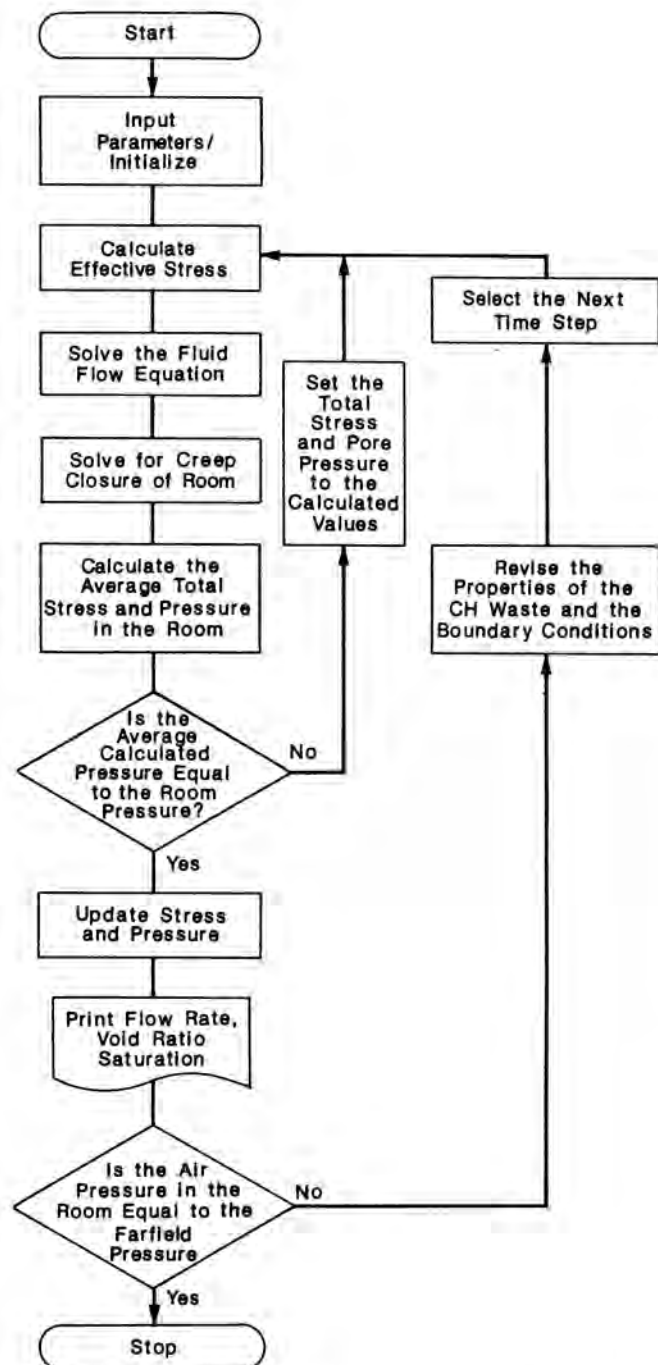 Start
Input
Parameters/
Initialize
Calculate
Effective Stress
Solve the Fluid
Flow Equation
Solve for Creep
Closure of Room
Calculate the
Average Total
Stress and Pressure
in the Room
Is the
Average
Calculated
Pressure Equal
to the Room
Pressure?
No
Set the
Total
Stress
and Pore
Pressure
to the
Calculated
Values
Yes
Update Stress
and Pressure
Print Flow Rate,
Void Ratio
Saturation
Is the Air
Pressure in the
Room Equal to the
Farfield
Pressure
No
Revise the
Properties of the
CH Waste and the
Boundary Conditions
Select the Next
Time Step
Yes
Stop